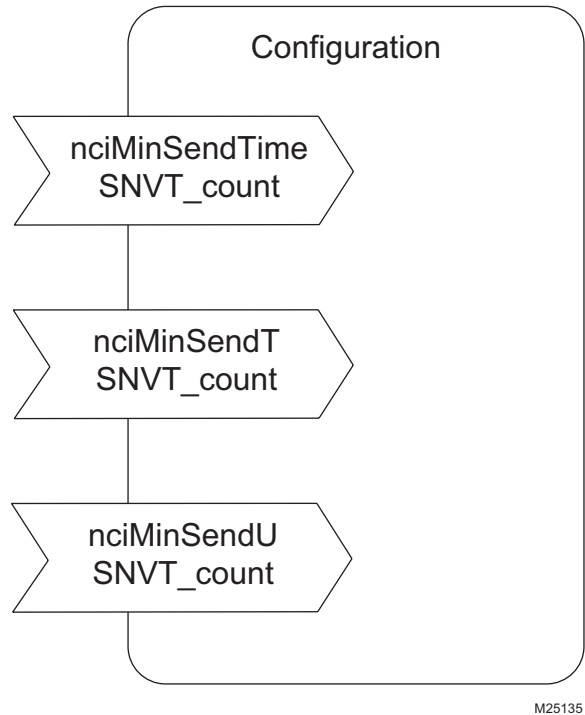 Configuration
nciMinSendTime
SNVT_count
nciMinSendT
SNVT_count
nciMinSendU
SNVT_count
M25135